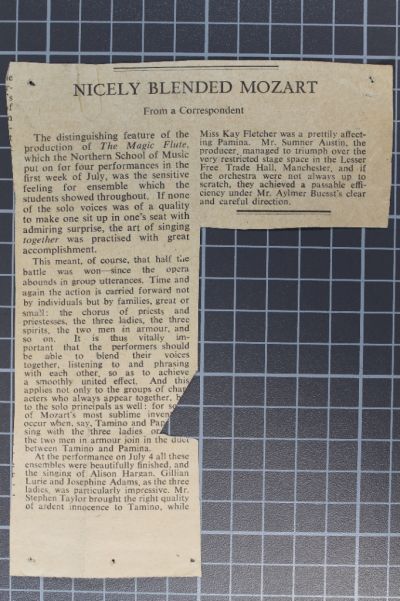 NICELY BLENDED MOZART
From a Correspondent
The distinguishing feature of the
production of The Magic Flute,
which the Northern School of Music
put on for four performances in the
first week of July, was the sensitive
feeling for ensemble which the
students showed throughout. If none
of the solo voices was of a quality
to make one sit up in one's seat with
admiring surprise, the art of singing
together was practised with great
accomplishment.
This meant, of course, that half the
battle was won—since the opera
abounds in group utterances. Time and
again the action is carried forward not
by individuals but by families, great or
small: the chorus of priests and
priestesses, the three ladies, the three
spirits, the two men in armour, and
so on. It is thus vitally im-
portant that the performers should
be able to blend their voices
together, listening to and phrasing
with each other, so as to achieve
a smoothly united effect. And this
applies not only to the groups of char-
acters who always appear together, b
to the solo principals as well: for so
of Mozart's most sublime inven
occur when, say, Tamino and Pap
sing with the three ladies or
the two men in armour join in the duet
between Tamino and Pamina.
At the performance on July 4 all these
ensembles were beautifully finished, and
the singing of Alison Hargan, Gillian
Lurie and Josephine Adams, as the three
ladies, was particularly impressive. Mr.
Stephen Taylor brought the right quality
of ardent innocence to Tamino, while
Miss Kay Fletcher was a prettily affect-
ing Pamina. Mr. Sumner Austin, the
producer, managed to triumph over the
very restricted stage space in the Lesser
Free Trade Hall, Manchester, and if
the orchestra were not always up to
scratch, they achieved a passable effi-
ciency under Mr. Aylmer Buesst's clear
and careful direction.